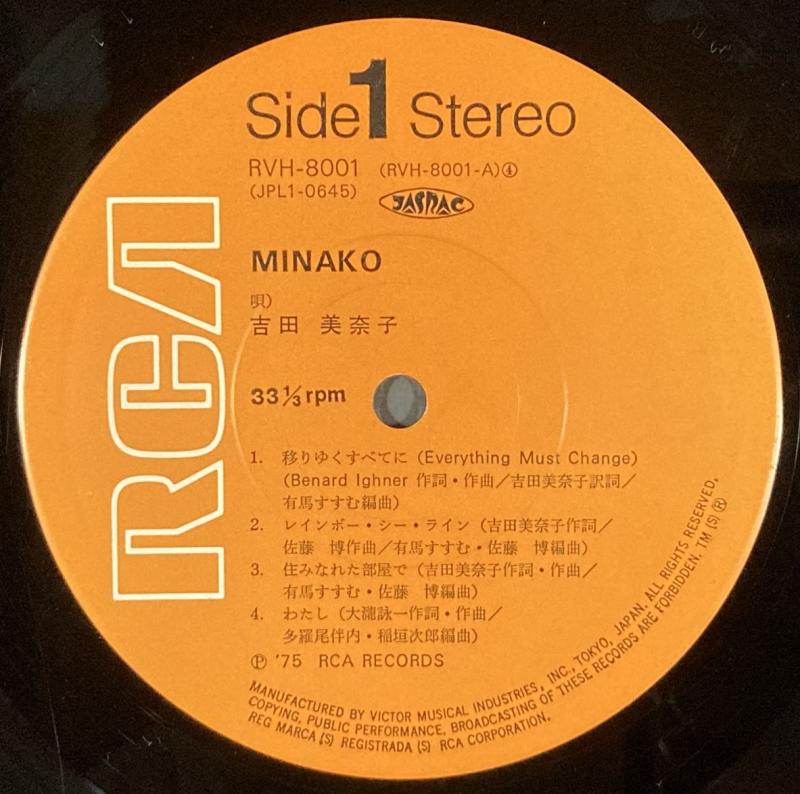 Side 1 Stereo
RVH-8001 (RVH-8001-A)④
(JPL1-0645)
JASRAC
RCA
MINAKO
唄)
吉田 美奈子
33⅓rpm
1. 移りゆくすべてに (Everything Must Change)
(Benard Ighner 作詞・作曲/吉田美奈子訳詞/
有馬すすむ編曲)
2. レインボー・シー・ライン (吉田美奈子作詞/
佐藤 博作曲/有馬すすむ・佐藤 博編曲)
3. 住みなれた部屋で (吉田美奈子作詞・作曲/
有馬すすむ・佐藤 博編曲)
4. わたし (大瀧詠一作詞・作曲/
多羅尾伴内・稲垣次郎編曲)
Ⓟ '75 RCA RECORDS
MANUFACTURED BY VICTOR MUSICAL INDUSTRIES, INC., TOKYO, JAPAN. ALL RIGHTS RESERVED.
COPYING, PUBLIC PERFORMANCE, BROADCASTING OF THESE RECORDS ARE FORBIDDEN. TM (S) ®
REG MARCA (S) REGISTRADA (S) RCA CORPORATION.